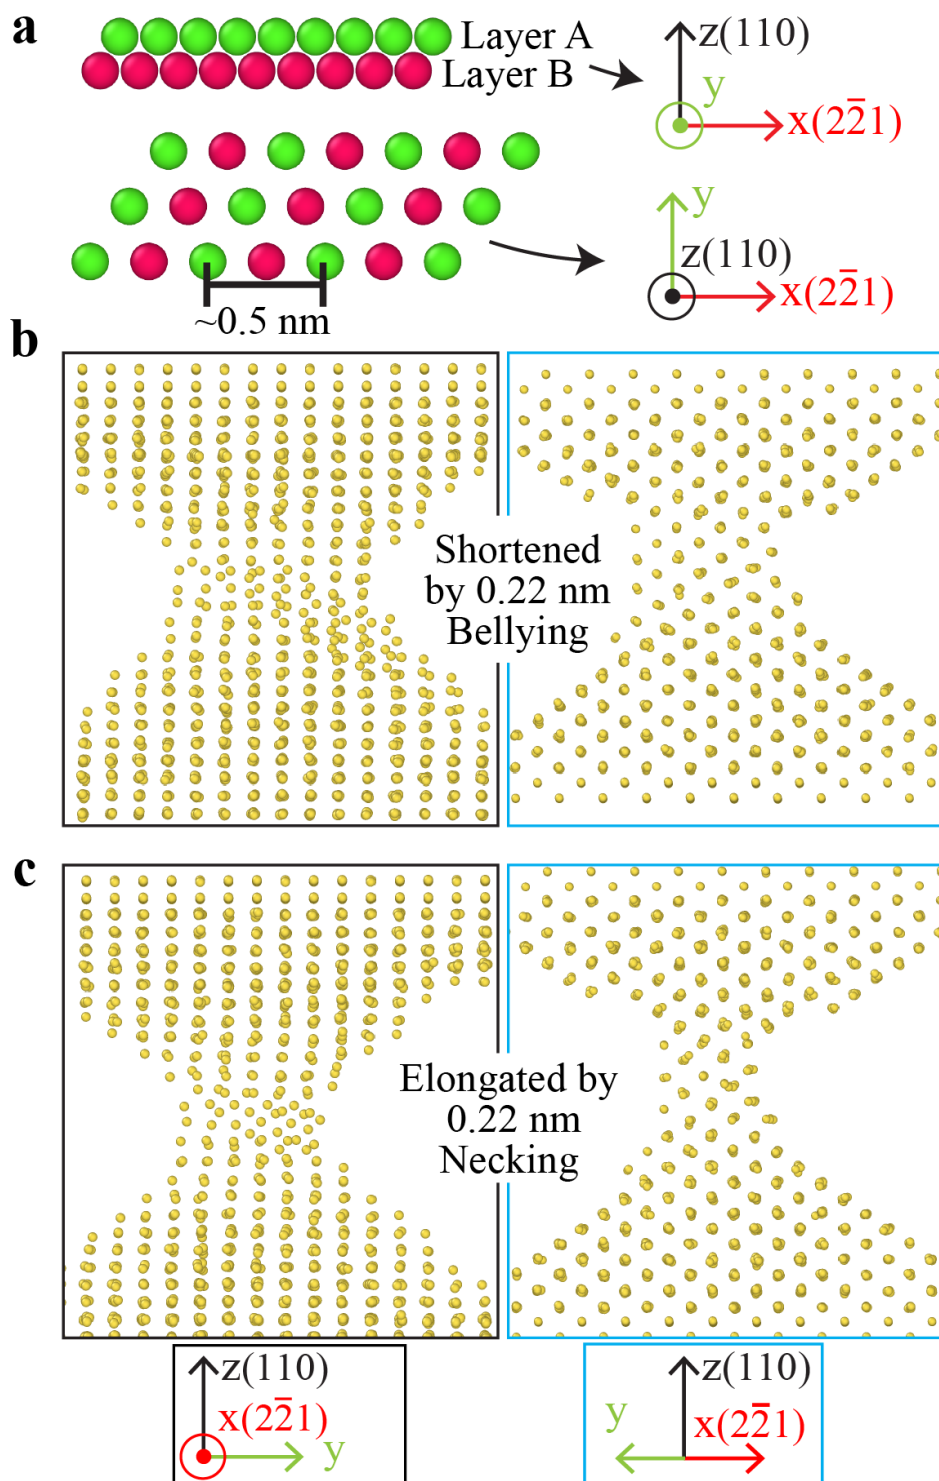 a
Layer A
Layer B
z(110)
y
x(22̅1)
y
z(110)
x(22̅1)
~0.5 nm
b
Shortened
by 0.22 nm
Bellying
c
Elongated by
0.22 nm
Necking
z(110)
x(22̅1)
y
z(110)
y
x(22̅1)